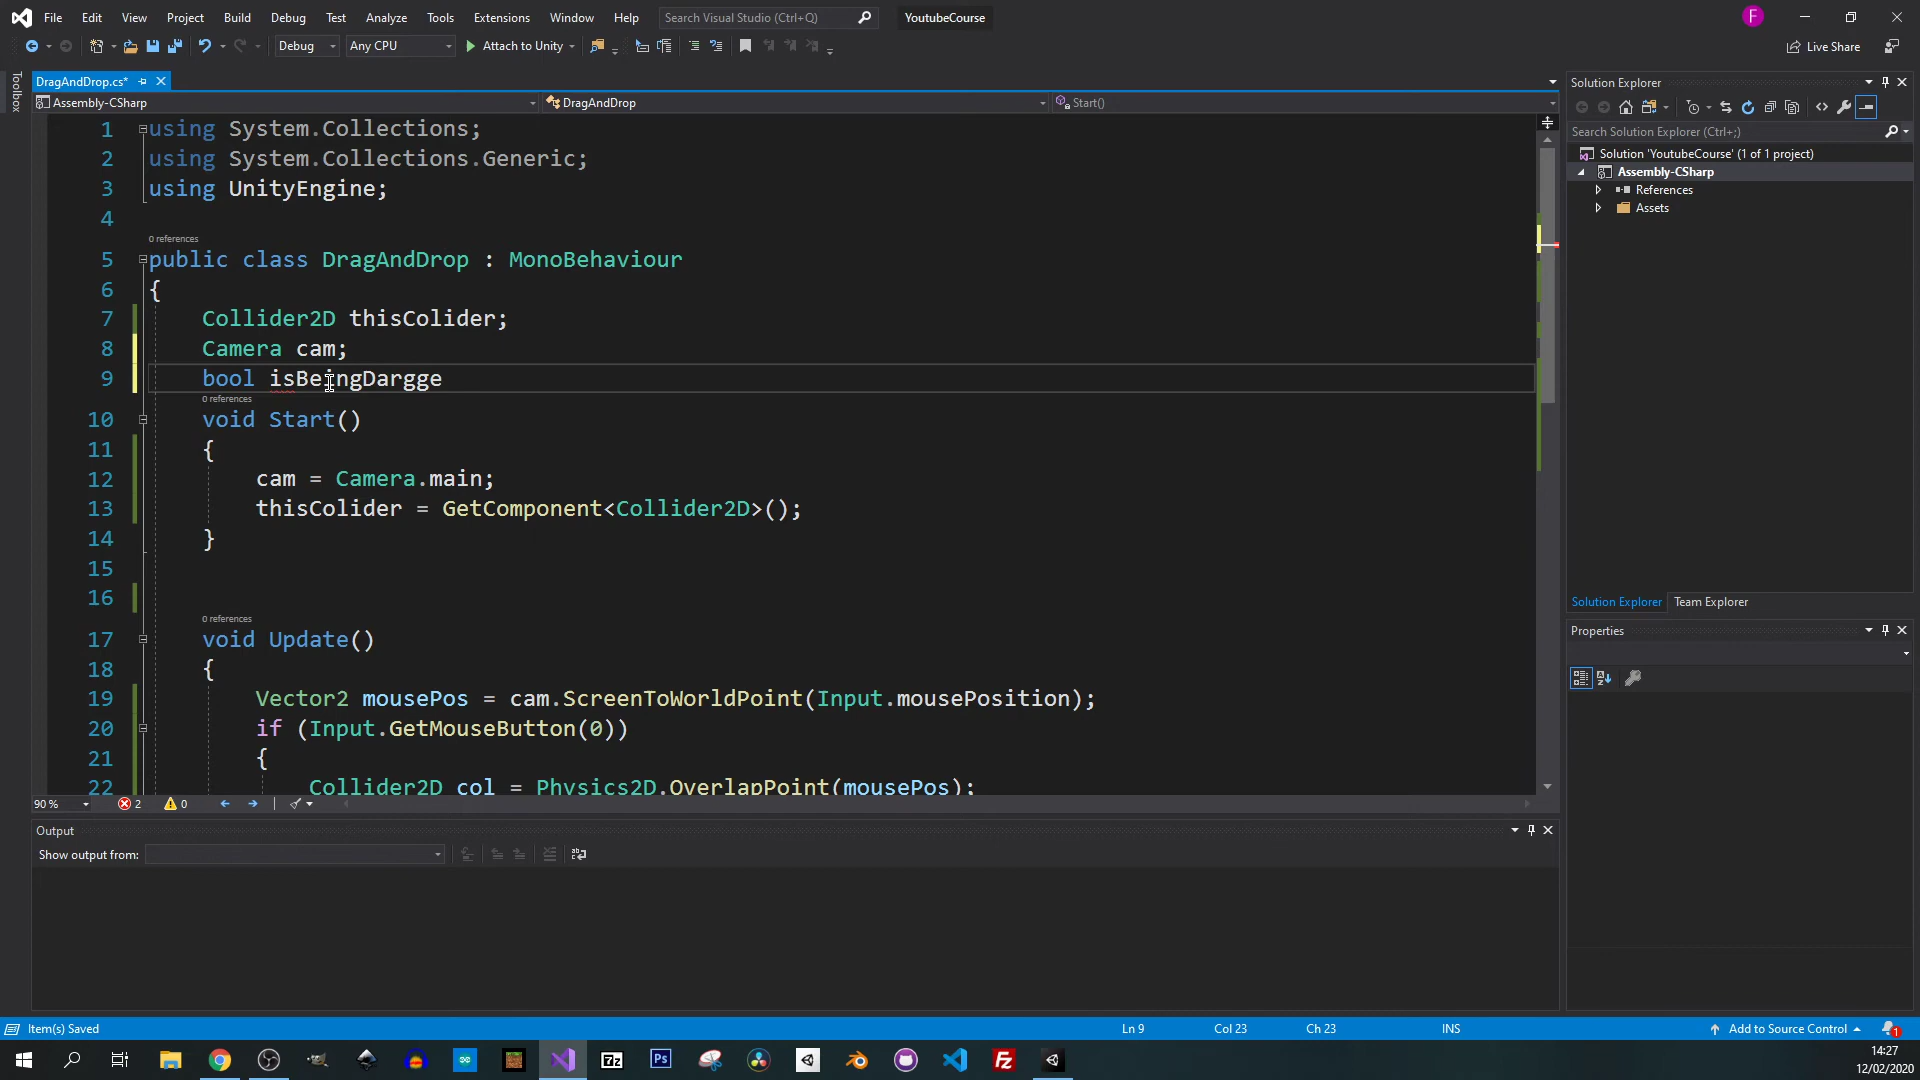 File Edit View Project Build Debug Test Analyze Tools Extensions Window Help Search Visual Studio (Ctrl+Q) YoutubeCourse F
Debug Any CPU Attach to Unity Live Share
Toolbox
DragAndDrop.cs*
Assembly-CSharp DragAndDrop Start()
1 using System.Collections;
2 using System.Collections.Generic;
3 using UnityEngine;
4
0 references
5 public class DragAndDrop : MonoBehaviour
6 {
7 Collider2D thisColider;
8 Camera cam;
9 bool isBeingDargge
0 references
10 void Start()
11 {
12 cam = Camera.main;
13 thisColider = GetComponent<Collider2D>();
14 }
15
16
0 references
17 void Update()
18 {
19 Vector2 mousePos = cam.ScreenToWorldPoint(Input.mousePosition);
20 if (Input.GetMouseButton(0))
21 {
22 Collider2D col = Physics2D.OverlapPoint(mousePos);
90 % 2 0
Output
Show output from:
Solution Explorer
Search Solution Explorer (Ctrl+;)
Solution 'YoutubeCourse' (1 of 1 project)
Assembly-CSharp
References
Assets
Solution Explorer Team Explorer
Properties
Item(s) Saved Ln 9 Col 23 Ch 23 INS Add to Source Control 1
7z Ps Fz
14:27
12/02/2020